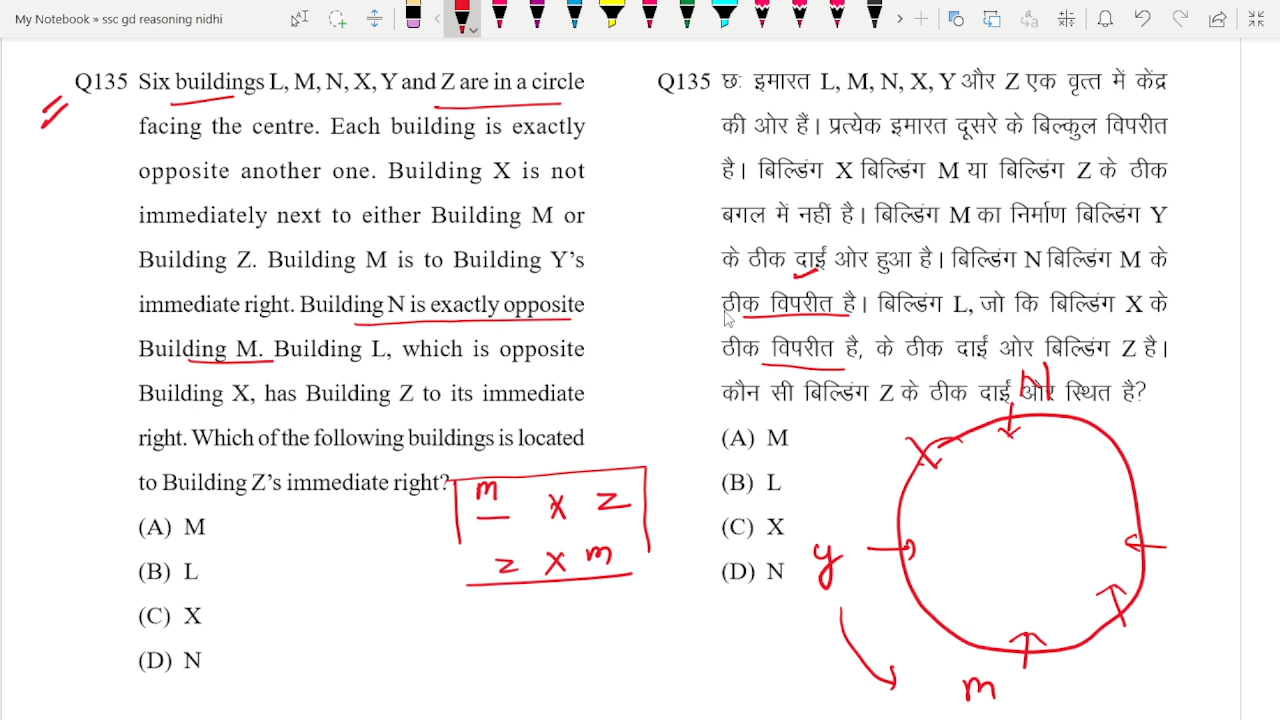 My Notebook » ssc gd reasoning nidhi
Q135 Six buildings L, M, N, X, Y and Z are in a circle
facing the centre. Each building is exactly
opposite another one. Building X is not
immediately next to either Building M or
Building Z. Building M is to Building Y's
immediate right. Building N is exactly opposite
Building M. Building L, which is opposite
Building X, has Building Z to its immediate
right. Which of the following buildings is located
to Building Z's immediate right?
(A) M
(B) L
(C) X
(D) N
m X Z
z X m
Q135 छः इमारत L, M, N, X, Y और Z एक वृत्त में केंद्र
की ओर हैं। प्रत्येक इमारत दूसरे के बिल्कुल विपरीत
है। बिल्डिंग X बिल्डिंग M या बिल्डिंग Z के ठीक
बगल में नहीं है। बिल्डिंग M का निर्माण बिल्डिंग Y
के ठीक दाईं ओर हुआ है। बिल्डिंग N बिल्डिंग M के
ठीक विपरीत है। बिल्डिंग L, जो कि बिल्डिंग X के
ठीक विपरीत है, के ठीक दाईं ओर बिल्डिंग Z है।
कौन सी बिल्डिंग Z के ठीक दाईं ओर स्थित है?
(A) M
(B) L
(C) X
(D) N
N
X
y
m